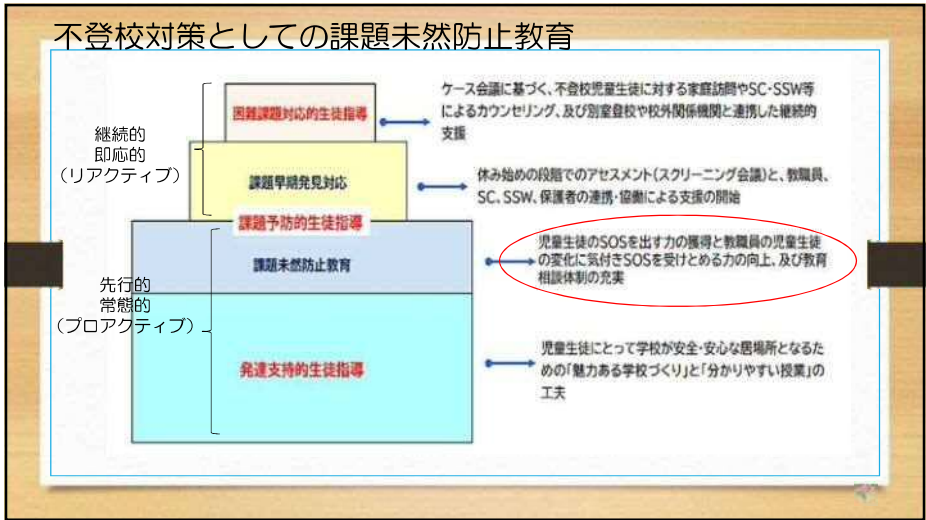 不登校対策としての課題未然防止教育
継続的
即応的
(リアクティブ)
先行的
常態的
(プロアクティブ)
困難課題対応的生徒指導
課題早期発見対応
課題予防的生徒指導
課題未然防止教育
発達支持的生徒指導
ケース会議に基づく、不登校児童生徒に対する家庭訪問やSC・SSW等
によるカウンセリング、及び別室登校や校外関係機関と連携した継続的
支援
休み始めの段階でのアセスメント(スクリーニング会議)と、教職員、
SC、SSW、保護者の連携・協働による支援の開始
児童生徒のSOSを出す力の獲得と教職員の児童生徒
の変化に気付きSOSを受けとめる力の向上、及び教育
相談体制の充実
児童生徒にとって学校が安全・安心な居場所となるた
めの「魅力ある学校づくり」と「分かりやすい授業」の
工夫